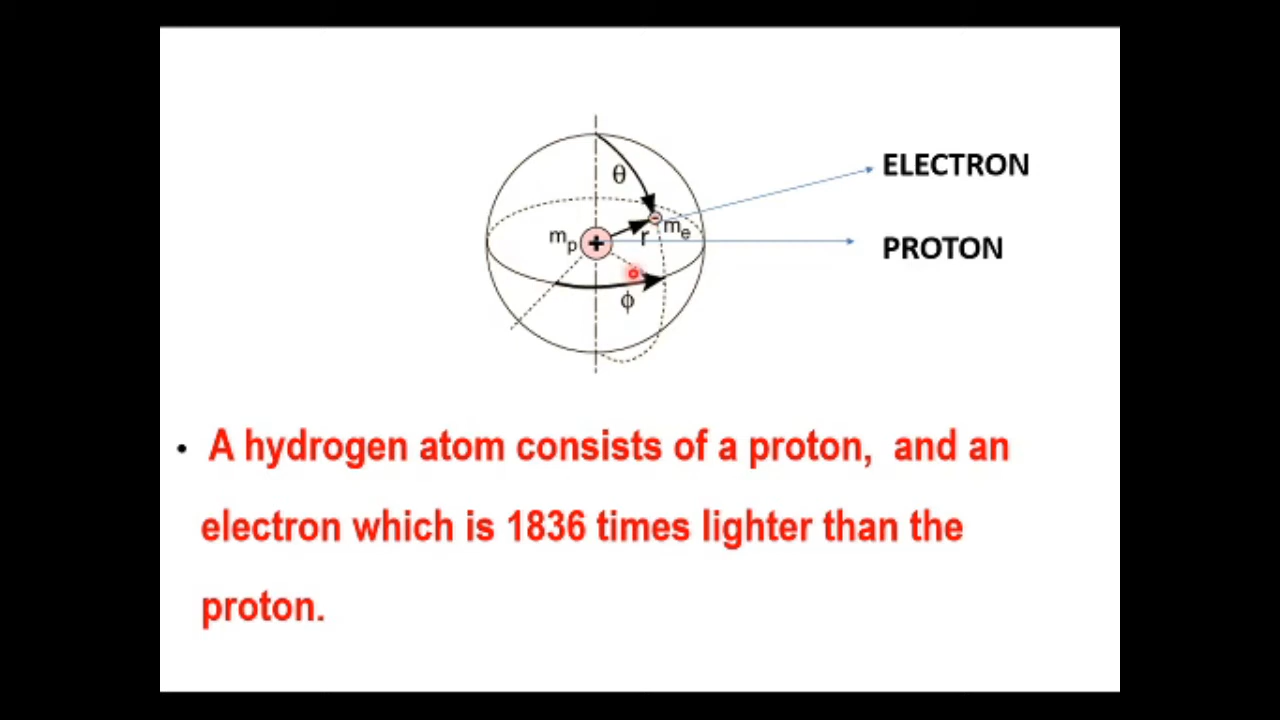 θ
ELECTRON
mp
+
r
-
me
PROTON
ϕ
• A hydrogen atom consists of a proton, and an
electron which is 1836 times lighter than the
proton.